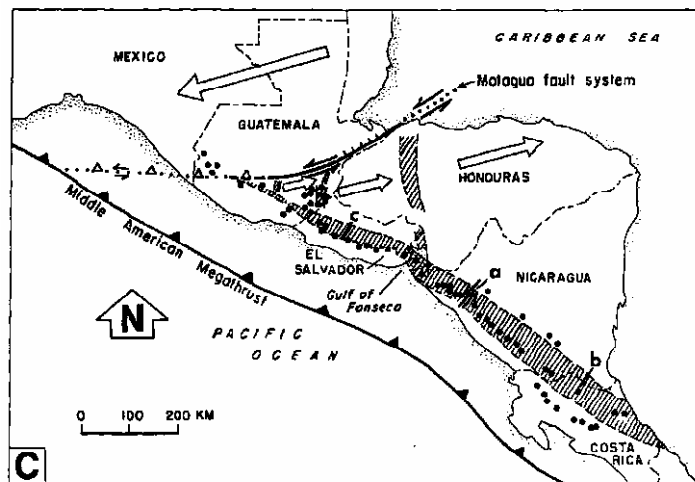 CARIBBEAN SEA
MEXICO
Motagua fault system
GUATEMALA
HONDURAS
c
EL
SALVADOR
a
NICARAGUA
Gulf of
Fonseca
Middle American Megathrust
N
PACIFIC
OCEAN
b
0 100 200 KM
COSTA
RICA
C